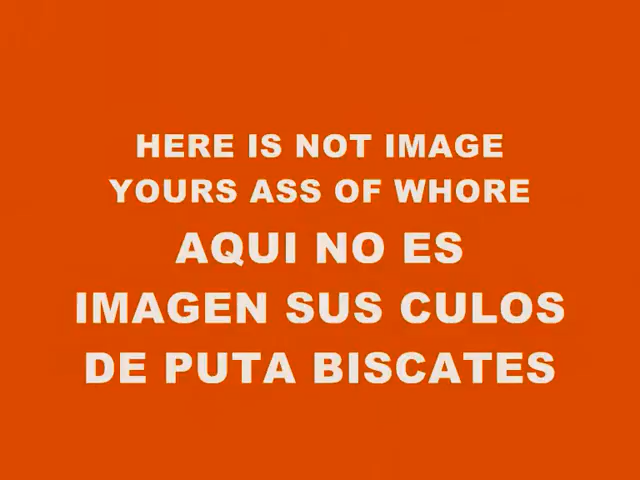 HERE IS NOT IMAGE
YOURS ASS OF WHORE
AQUI NO ES
IMAGEN SUS CULOS
DE PUTA BISCATES